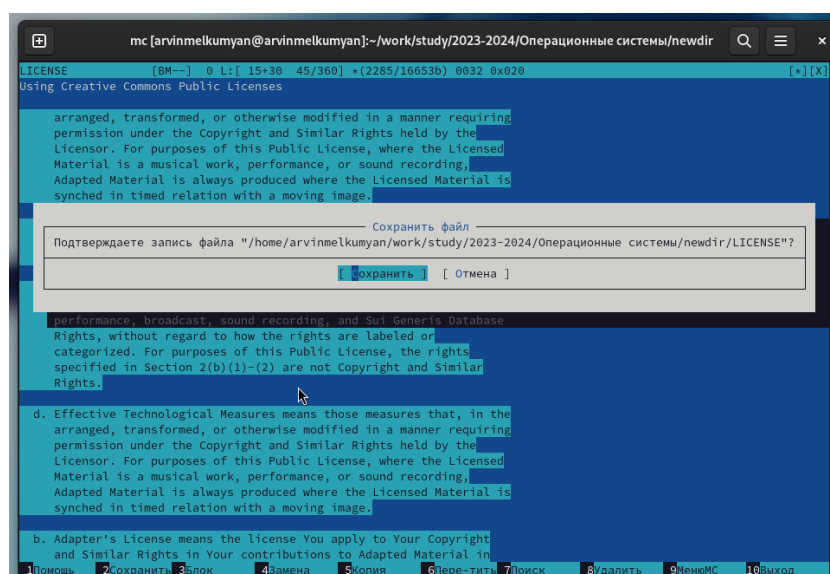 mc [arvinmelkumyan@arvinmelkumyan]:~/work/study/2023-2024/Операционные системы/newdir
LICENSE [BM--] 0 L:[ 15+30 45/360] *(2285/16653b) 0032 0x020 [*][X]
Using Creative Commons Public Licenses
arranged, transformed, or otherwise modified in a manner requiring
permission under the Copyright and Similar Rights held by the
Licensor. For purposes of this Public License, where the Licensed
Material is a musical work, performance, or sound recording,
Adapted Material is always produced where the Licensed Material is
synched in timed relation with a moving image.
Сохранить файл
Подтверждаете запись файла "/home/arvinmelkumyan/work/study/2023-2024/Операционные системы/newdir/LICENSE"?
[ Сохранить ] [ Отмена ]
performance, broadcast, sound recording, and Sui Generis Database
Rights, without regard to how the rights are labeled or
categorized. For purposes of this Public License, the rights
specified in Section 2(b)(1)-(2) are not Copyright and Similar
Rights.
d. Effective Technological Measures means those measures that, in the
arranged, transformed, or otherwise modified in a manner requiring
permission under the Copyright and Similar Rights held by the
Licensor. For purposes of this Public License, where the Licensed
Material is a musical work, performance, or sound recording,
Adapted Material is always produced where the Licensed Material is
synched in timed relation with a moving image.
b. Adapter's License means the license You apply to Your Copyright
and Similar Rights in Your contributions to Adapted Material in
1Помощь 2Сохранить 3Блок 4Замена 5Копия 6Пере~тить 7Поиск 8Удалить 9МенюMC 10Выход